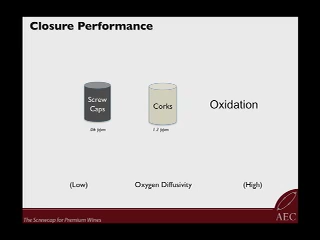 Closure Performance
Screw
Caps
Corks
Oxidation
(Low)
Oxygen Diffusivity
(High)
The Screwcap for Premium Wines
AEC